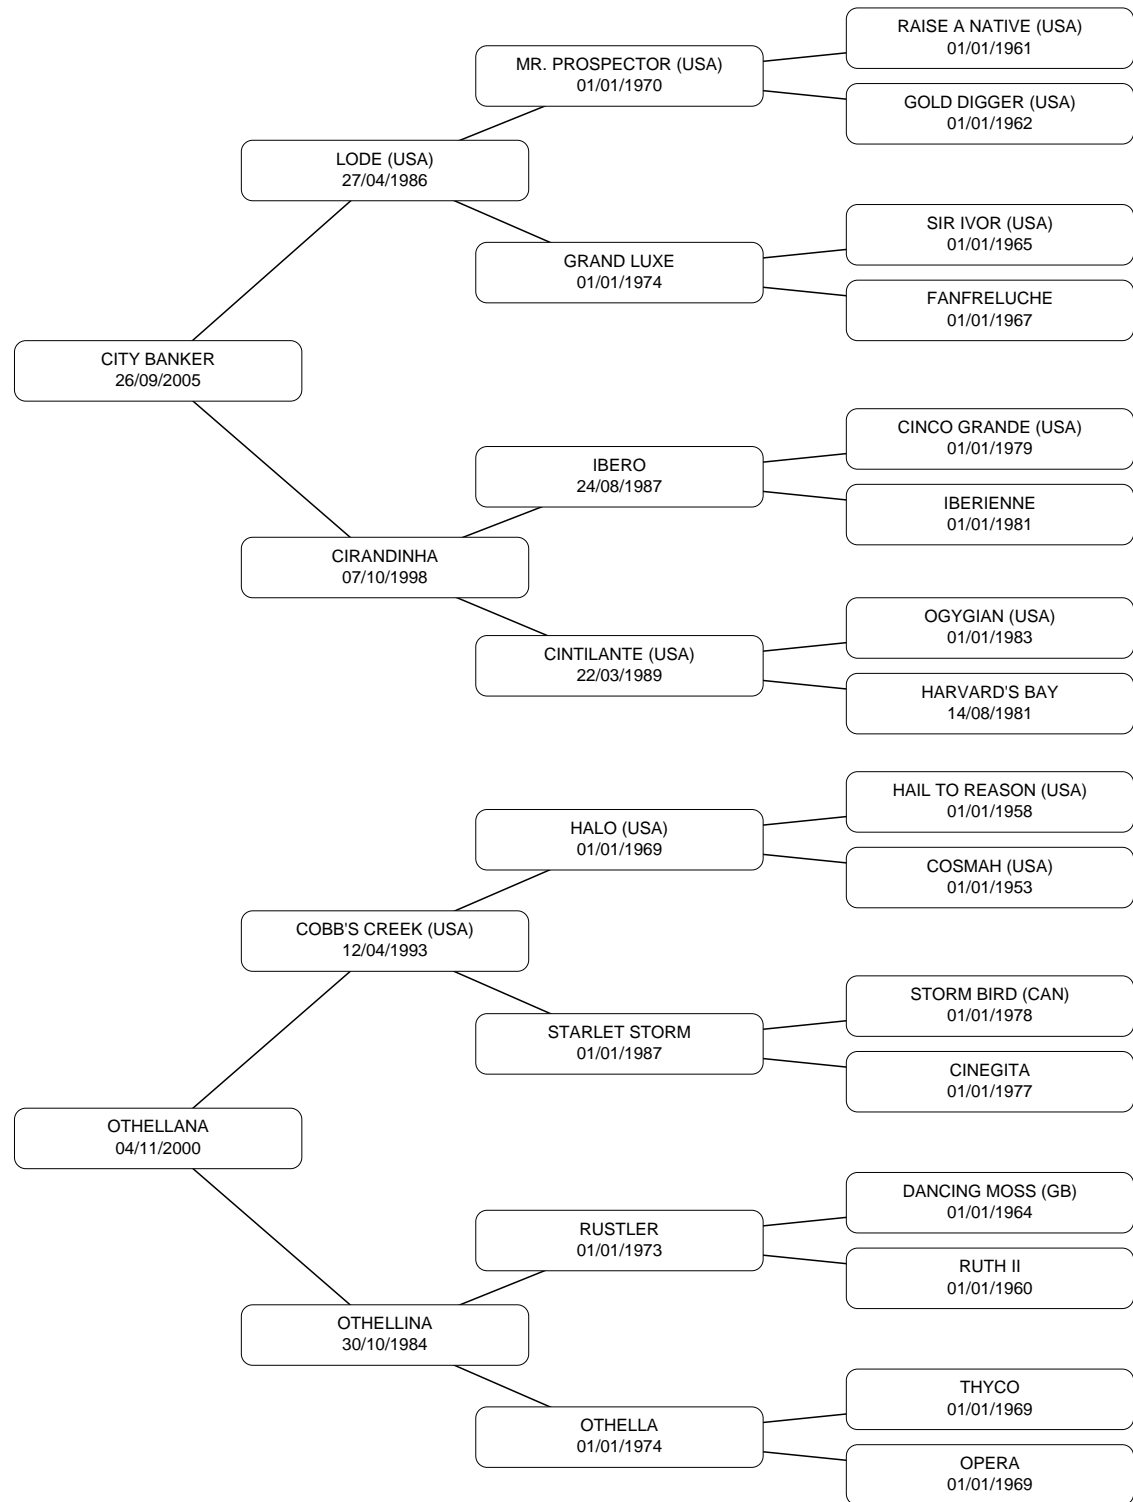 RAISE A NATIVE (USA)
01/01/1961
MR. PROSPECTOR (USA)
01/01/1970
GOLD DIGGER (USA)
01/01/1962
LODE (USA)
27/04/1986
SIR IVOR (USA)
01/01/1965
GRAND LUXE
01/01/1974
FANFRELUCHE
01/01/1967
CITY BANKER
26/09/2005
CINCO GRANDE (USA)
01/01/1979
IBERO
24/08/1987
IBERIENNE
01/01/1981
CIRANDINHA
07/10/1998
OGYGIAN (USA)
01/01/1983
CINTILANTE (USA)
22/03/1989
HARVARD'S BAY
14/08/1981
HAIL TO REASON (USA)
01/01/1958
HALO (USA)
01/01/1969
COSMAH (USA)
01/01/1953
COBB'S CREEK (USA)
12/04/1993
STORM BIRD (CAN)
01/01/1978
STARLET STORM
01/01/1987
CINEGITA
01/01/1977
OTHELLANA
04/11/2000
DANCING MOSS (GB)
01/01/1964
RUSTLER
01/01/1973
RUTH II
01/01/1960
OTHELLINA
30/10/1984
THYCO
01/01/1969
OTHELLA
01/01/1974
OPERA
01/01/1969